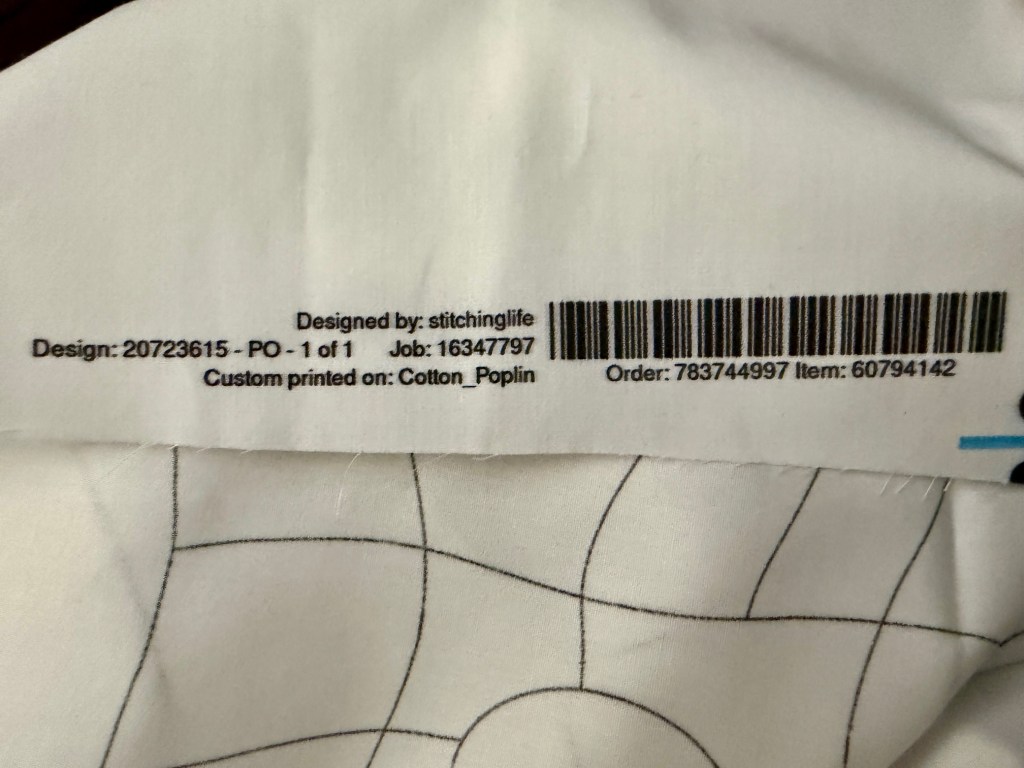 Designed by: stitchinglife
Design: 20723615 - PO - 1 of 1 Job: 16347797
Custom printed on: Cotton_Poplin
Order: 783744997 Item: 60794142